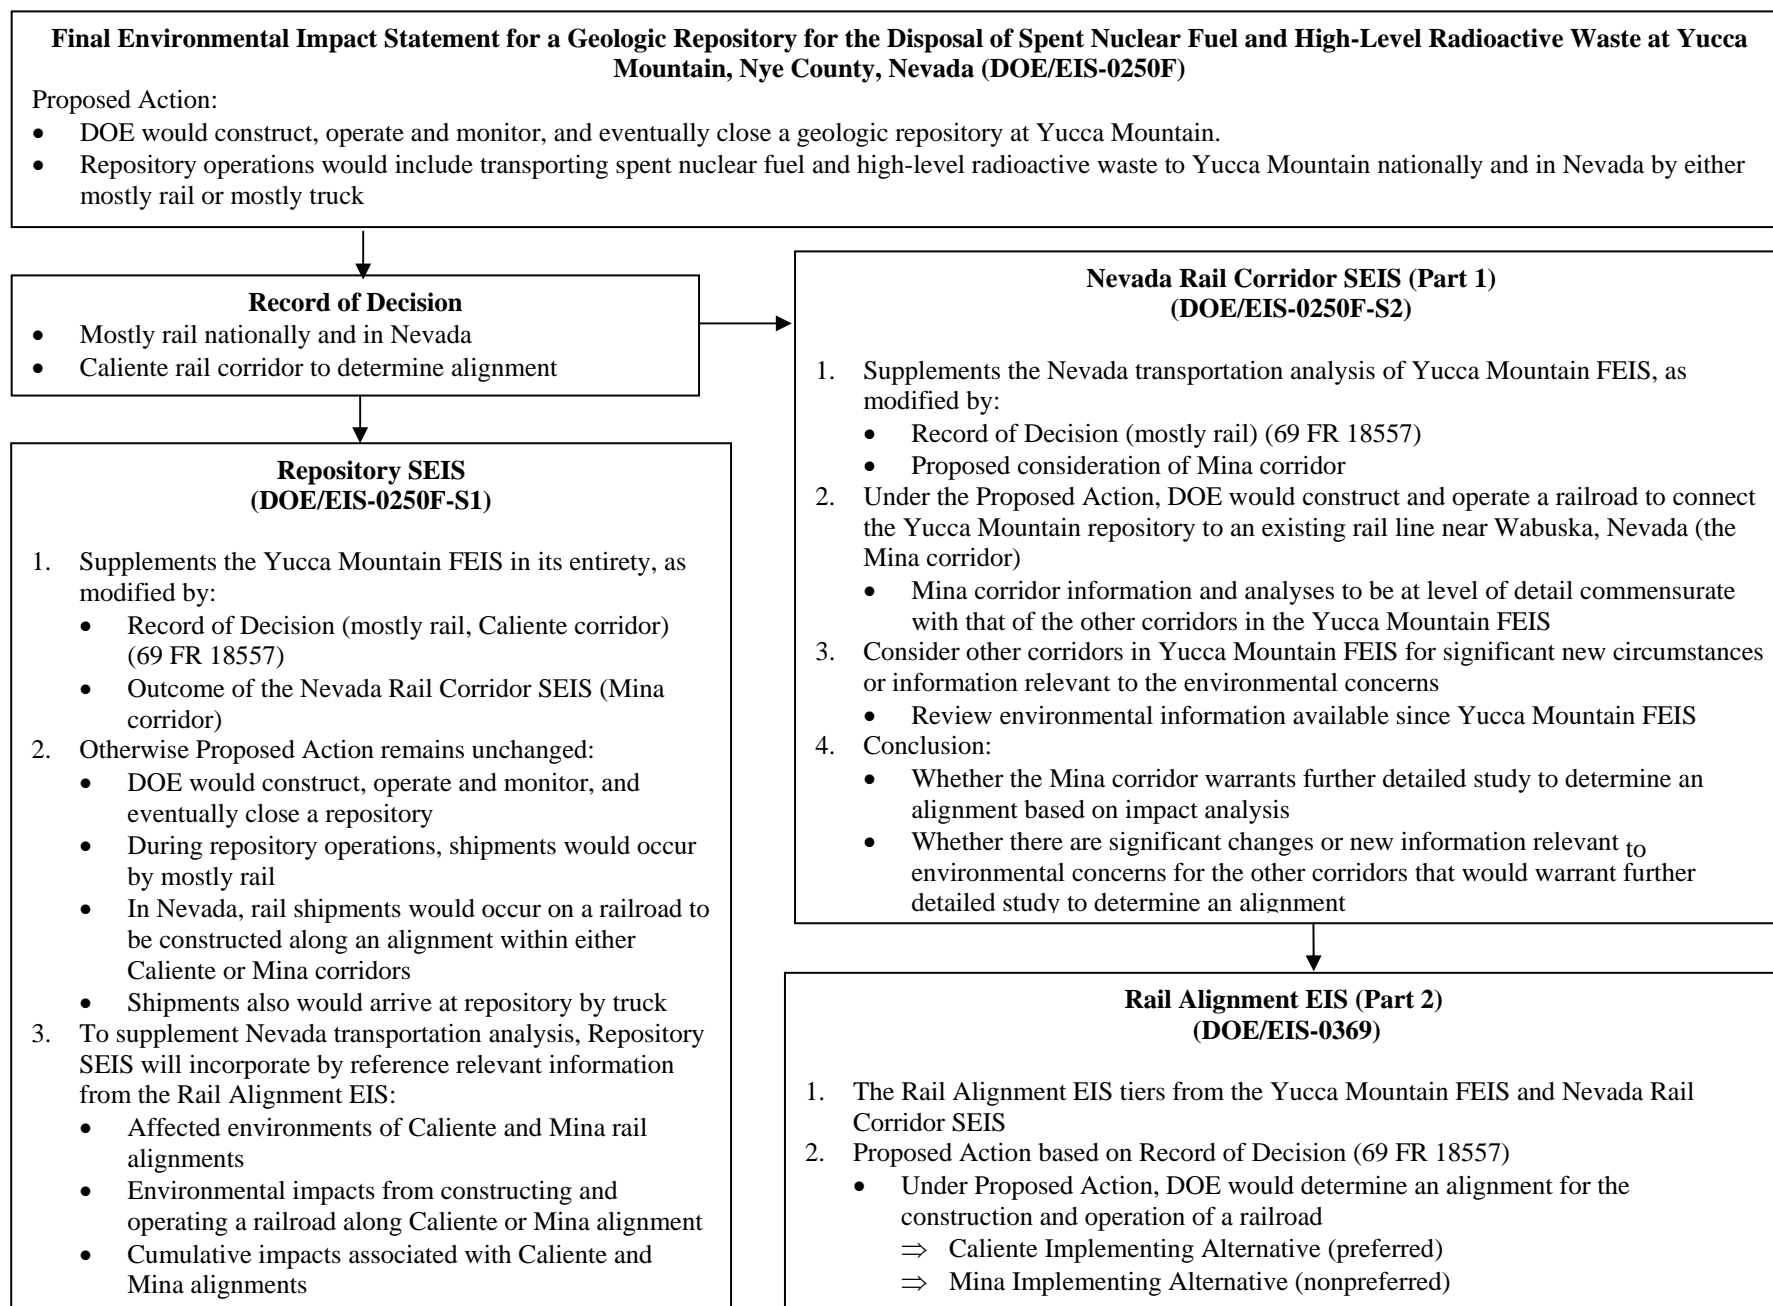 Final Environmental Impact Statement for a Geologic Repository for the Disposal of Spent Nuclear Fuel and High-Level Radioactive Waste at Yucca
Mountain, Nye County, Nevada (DOE/EIS-0250F)
Proposed Action:
• DOE would construct, operate and monitor, and eventually close a geologic repository at Yucca Mountain.
• Repository operations would include transporting spent nuclear fuel and high-level radioactive waste to Yucca Mountain nationally and in Nevada by either
mostly rail or mostly truck
Record of Decision
• Mostly rail nationally and in Nevada
• Caliente rail corridor to determine alignment
Repository SEIS
(DOE/EIS-0250F-S1)
1. Supplements the Yucca Mountain FEIS in its entirety, as
modified by:
• Record of Decision (mostly rail, Caliente corridor)
(69 FR 18557)
• Outcome of the Nevada Rail Corridor SEIS (Mina
corridor)
2. Otherwise Proposed Action remains unchanged:
• DOE would construct, operate and monitor, and
eventually close a repository
• During repository operations, shipments would occur
by mostly rail
• In Nevada, rail shipments would occur on a railroad to
be constructed along an alignment within either
Caliente or Mina corridors
• Shipments also would arrive at repository by truck
3. To supplement Nevada transportation analysis, Repository
SEIS will incorporate by reference relevant information
from the Rail Alignment EIS:
• Affected environments of Caliente and Mina rail
alignments
• Environmental impacts from constructing and
operating a railroad along Caliente or Mina alignment
• Cumulative impacts associated with Caliente and
Mina alignments
Nevada Rail Corridor SEIS (Part 1)
(DOE/EIS-0250F-S2)
1. Supplements the Nevada transportation analysis of Yucca Mountain FEIS, as
modified by:
• Record of Decision (mostly rail) (69 FR 18557)
• Proposed consideration of Mina corridor
2. Under the Proposed Action, DOE would construct and operate a railroad to connect
the Yucca Mountain repository to an existing rail line near Wabuska, Nevada (the
Mina corridor)
• Mina corridor information and analyses to be at level of detail commensurate
with that of the other corridors in the Yucca Mountain FEIS
3. Consider other corridors in Yucca Mountain FEIS for significant new circumstances
or information relevant to the environmental concerns
• Review environmental information available since Yucca Mountain FEIS
4. Conclusion:
• Whether the Mina corridor warrants further detailed study to determine an
alignment based on impact analysis
• Whether there are significant changes or new information relevant to
environmental concerns for the other corridors that would warrant further
detailed study to determine an alignment
Rail Alignment EIS (Part 2)
(DOE/EIS-0369)
1. The Rail Alignment EIS tiers from the Yucca Mountain FEIS and Nevada Rail
Corridor SEIS
2. Proposed Action based on Record of Decision (69 FR 18557)
• Under Proposed Action, DOE would determine an alignment for the
construction and operation of a railroad
⇒ Caliente Implementing Alternative (preferred)
⇒ Mina Implementing Alternative (nonpreferred)